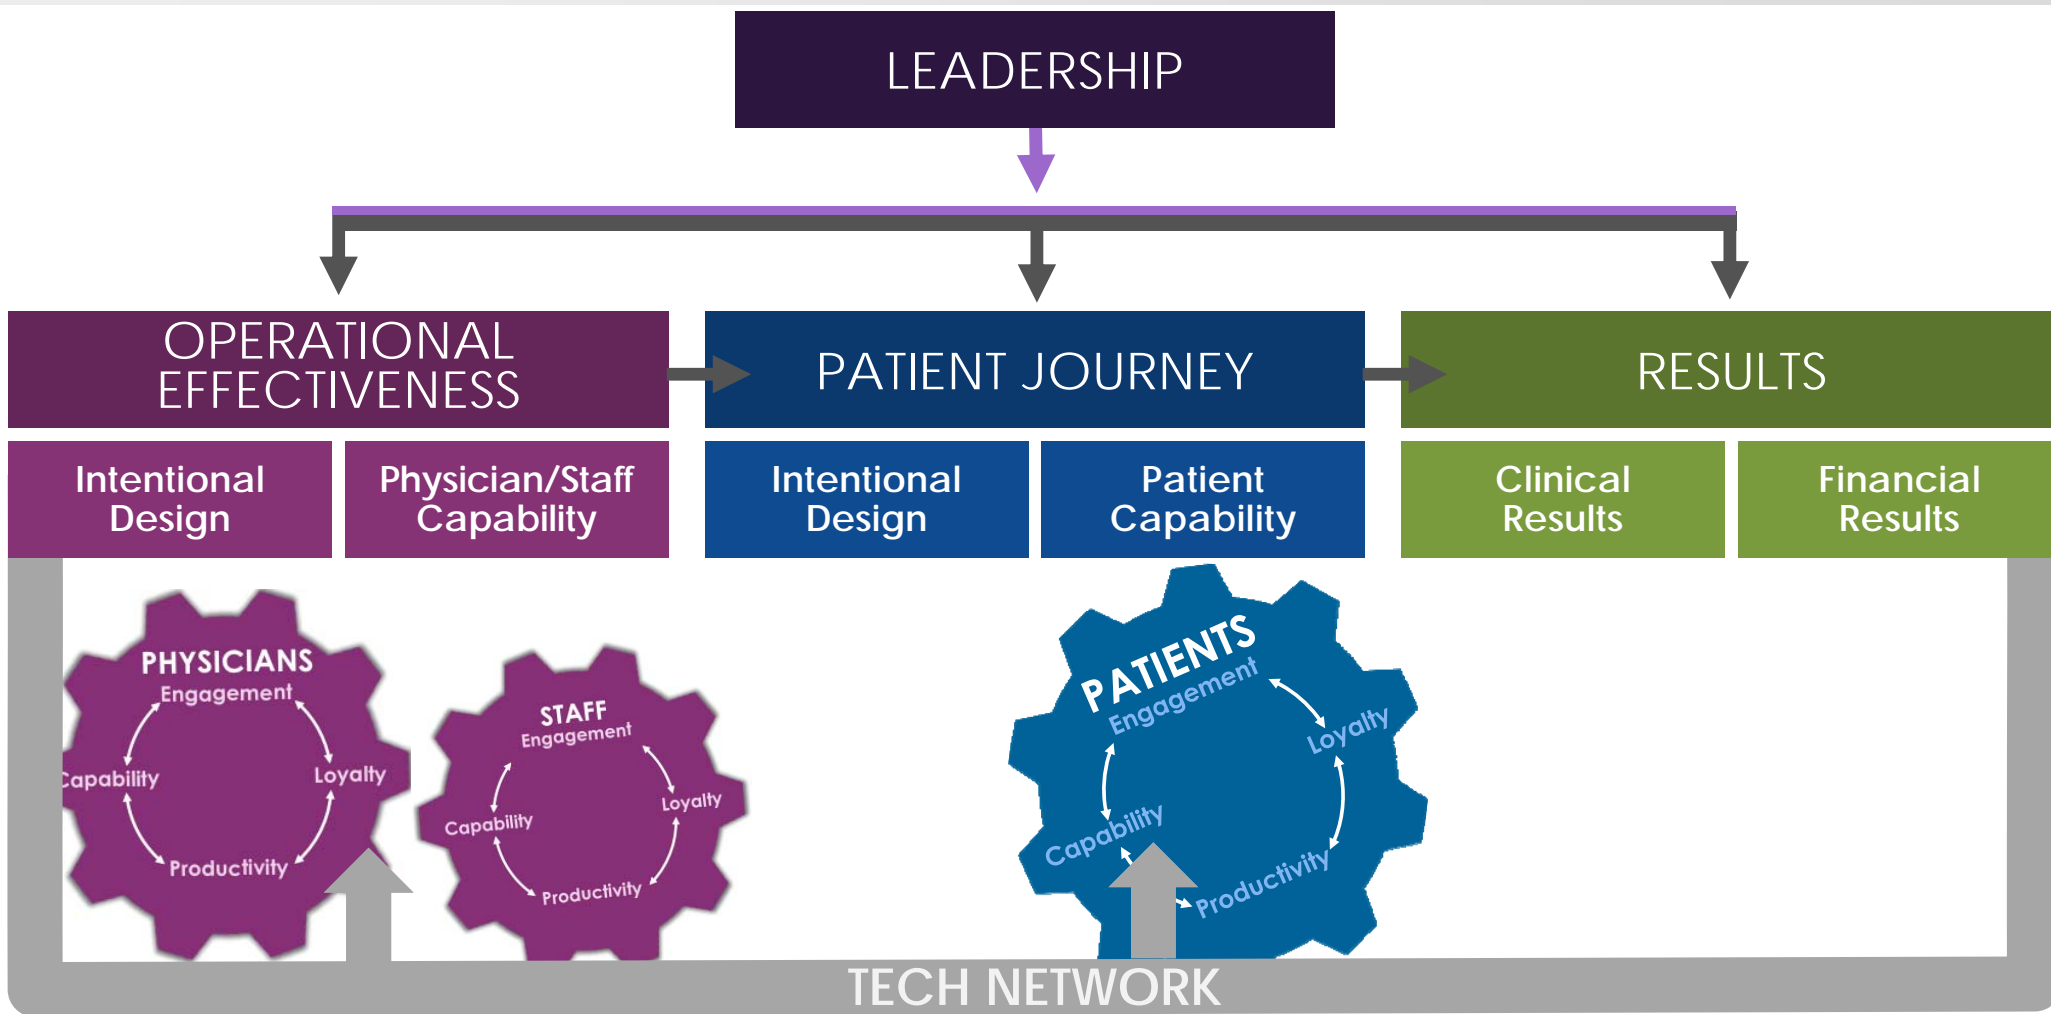 LEADERSHIP
OPERATIONAL
EFFECTIVENESS
PATIENT JOURNEY
RESULTS
Intentional
Design
Physician/Staff
Capability
Intentional
Design
Patient
Capability
Clinical
Results
Financial
Results
PHYSICIANS
Engagement
Capability
Loyalty
Productivity
STAFF
Engagement
Capability
Loyalty
Productivity
PATIENTS
Engagement
Loyalty
Capability
Productivity
TECH NETWORK